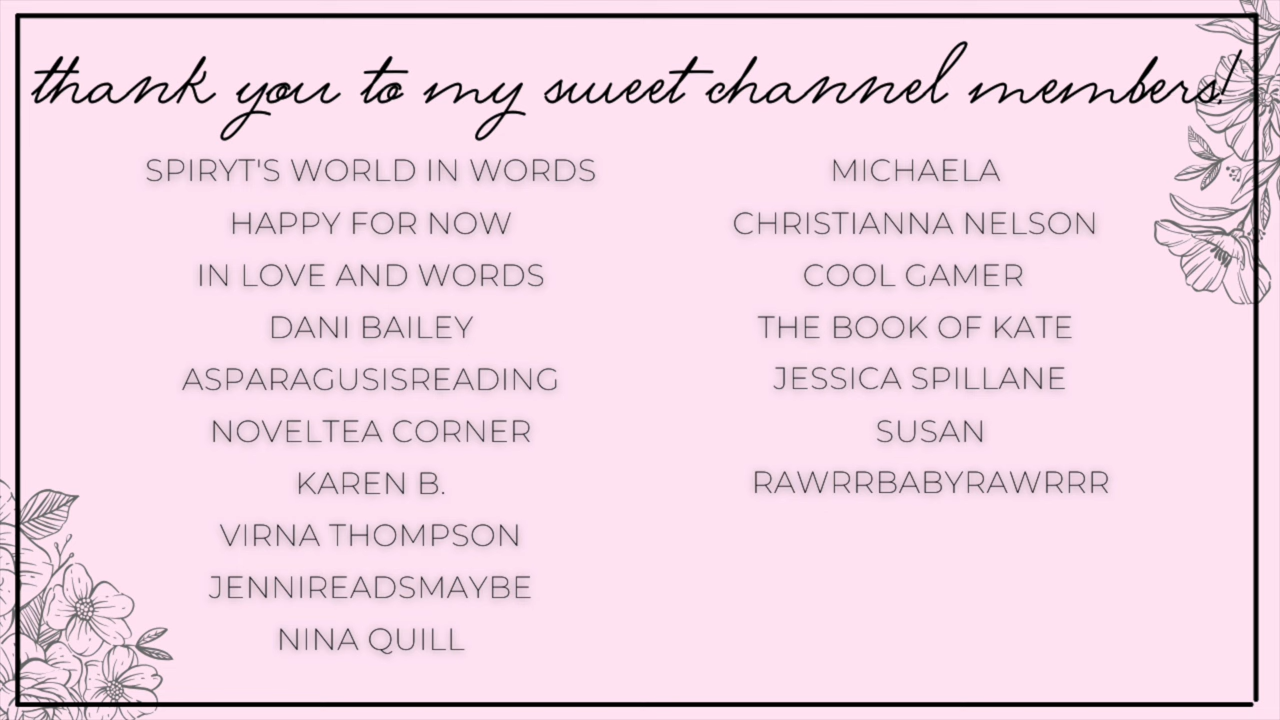 thank you to my sweet channel members!
SPIRYT'S WORLD IN WORDS
HAPPY FOR NOW
IN LOVE AND WORDS
DANI BAILEY
ASPARAGUSISREADING
NOVELTEA CORNER
KAREN B.
VIRNA THOMPSON
JENNIREADSMAYBE
NINA QUILL
MICHAELA
CHRISTIANNA NELSON
COOL GAMER
THE BOOK OF KATE
JESSICA SPILLANE
SUSAN
RAWRRBABYRAWRRR